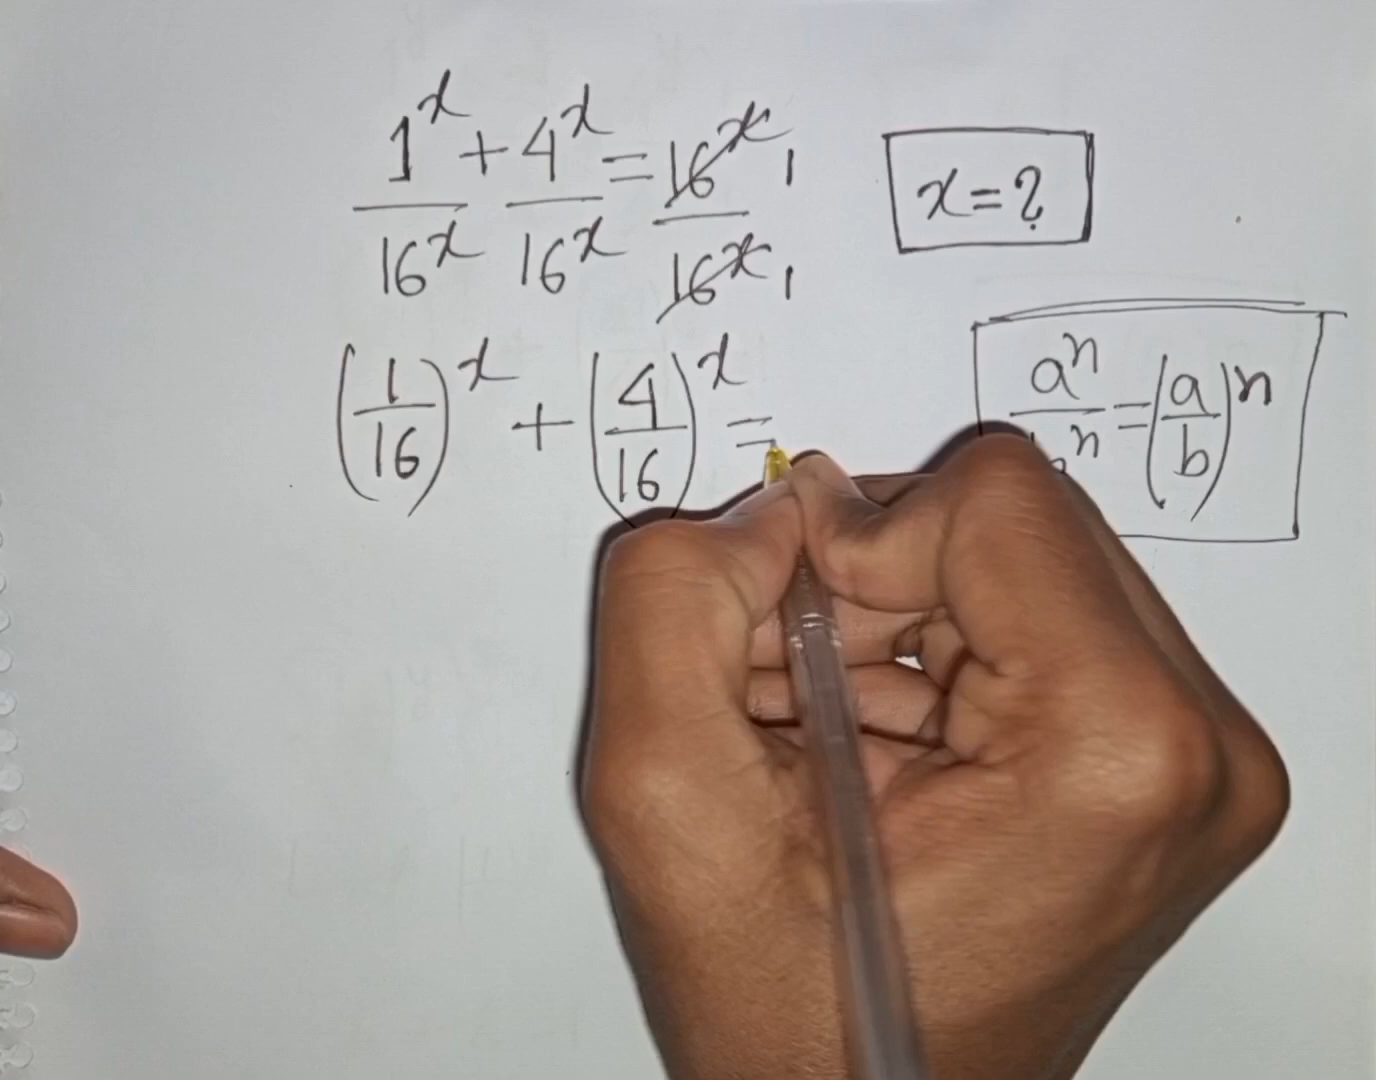 1^x + 4^x = 16^x 1
16^x 16^x 16^x 1
x = ?
(1/16)^x + (4/16)^x =
a^n/b^n = (a/b)^n